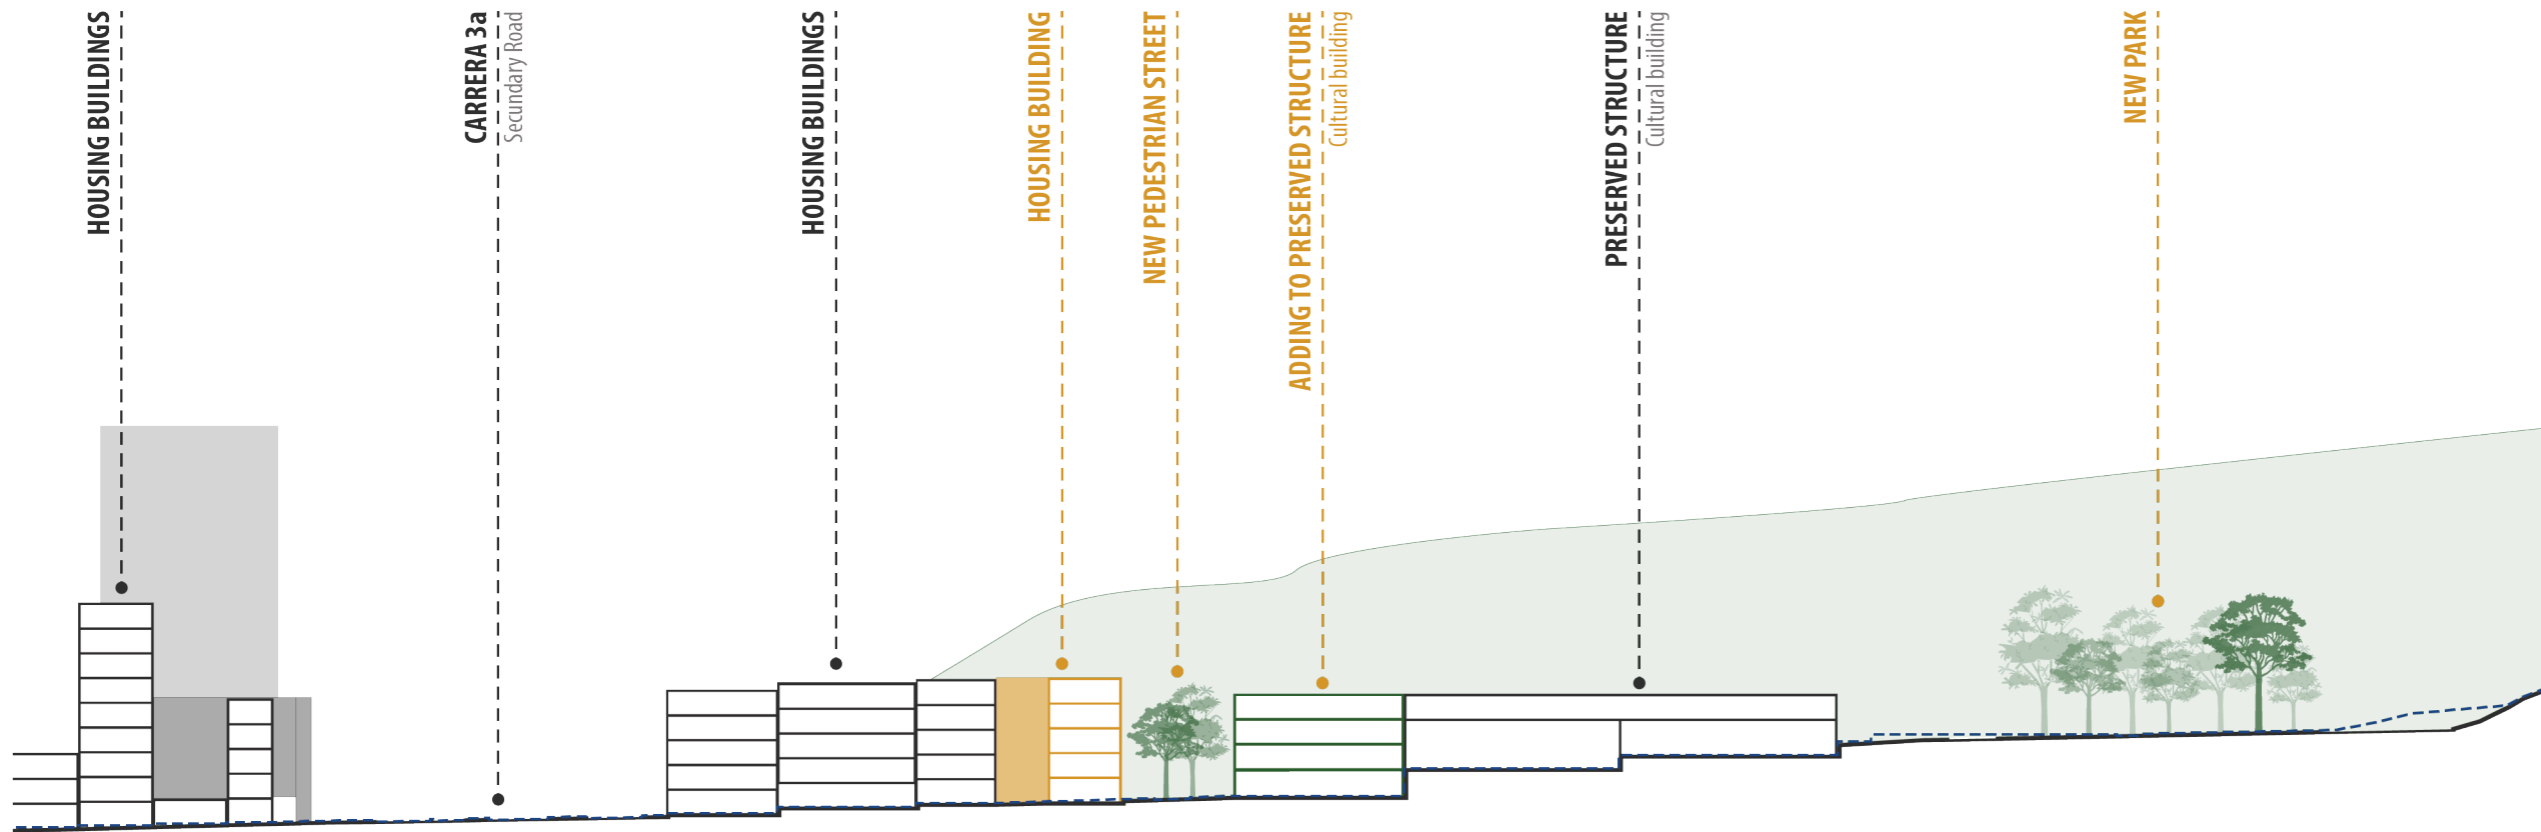 HOUSING BUILDINGS
CARRERA 3a
Secundary Road
HOUSING BUILDINGS
HOUSING BUILDING
NEW PEDESTRIAN STREET
ADDING TO PRESERVED STRUCTURE
Cultural building
PRESERVED STRUCTURE
Cultural building
NEW PARK